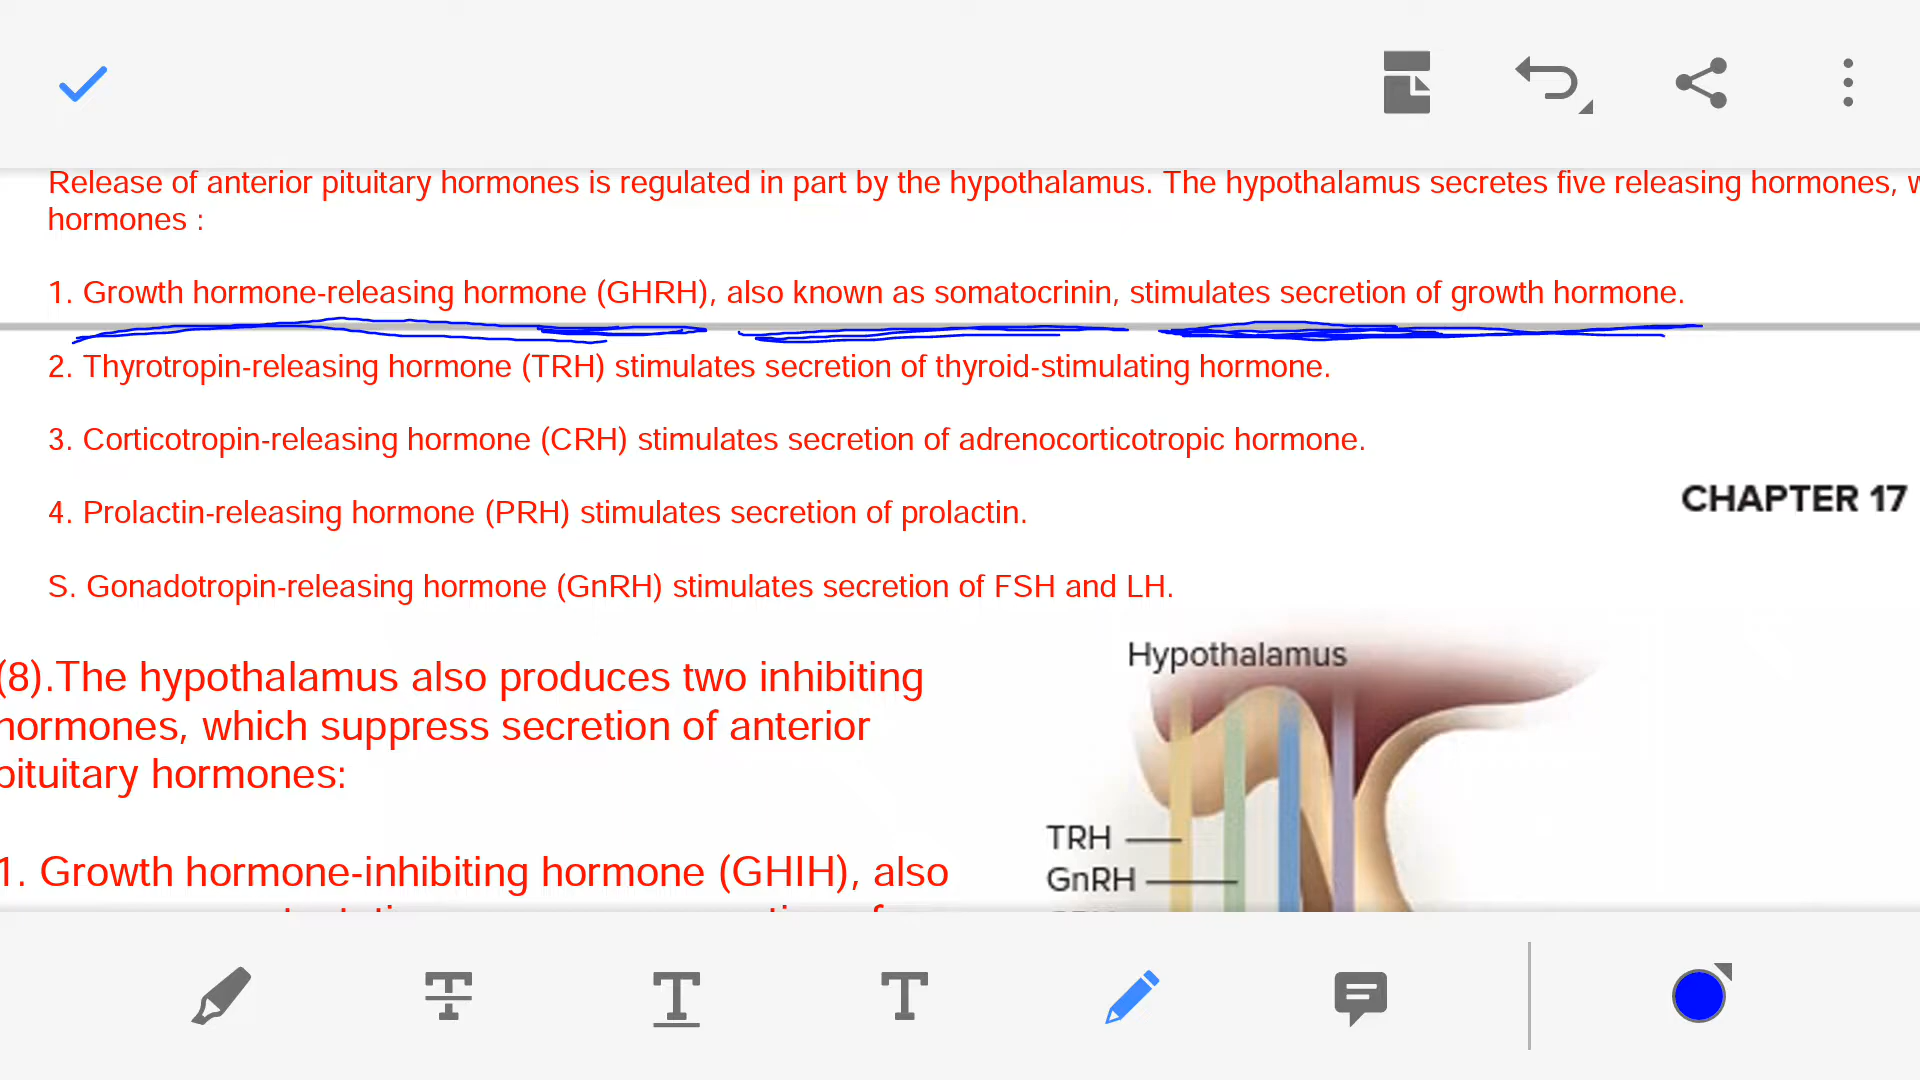 Release of anterior pituitary hormones is regulated in part by the hypothalamus. The hypothalamus secretes five releasing hormones,
hormones :
1. Growth hormone-releasing hormone (GHRH), also known as somatocrinin, stimulates secretion of growth hormone.
2. Thyrotropin-releasing hormone (TRH) stimulates secretion of thyroid-stimulating hormone.
3. Corticotropin-releasing hormone (CRH) stimulates secretion of adrenocorticotropic hormone.
CHAPTER 17
4. Prolactin-releasing hormone (PRH) stimulates secretion of prolactin.
S. Gonadotropin-releasing hormone (GnRH) stimulates secretion of FSH and LH.
Hypothalamus
(8).The hypothalamus also produces two inhibiting
hormones, which suppress secretion of anterior
pituitary hormones:
TRH
1. Growth hormone-inhibiting hormone (GHIH), also
GnRH